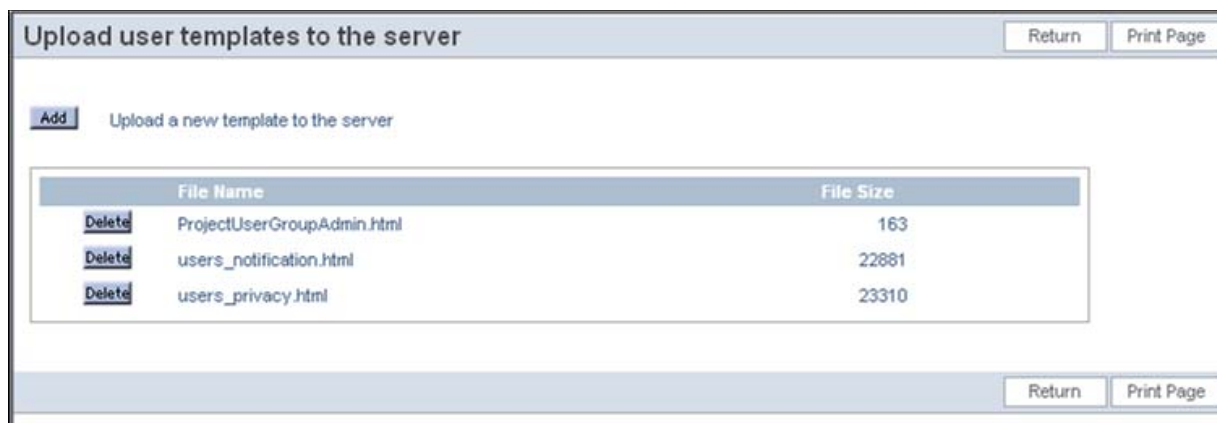 Upload user templates to the server Return Print Page
Add Upload a new template to the server
File Name File Size
Delete ProjectUserGroupAdmin.html 163
Delete users_notification.html 22881
Delete users_privacy.html 23310
Return Print Page